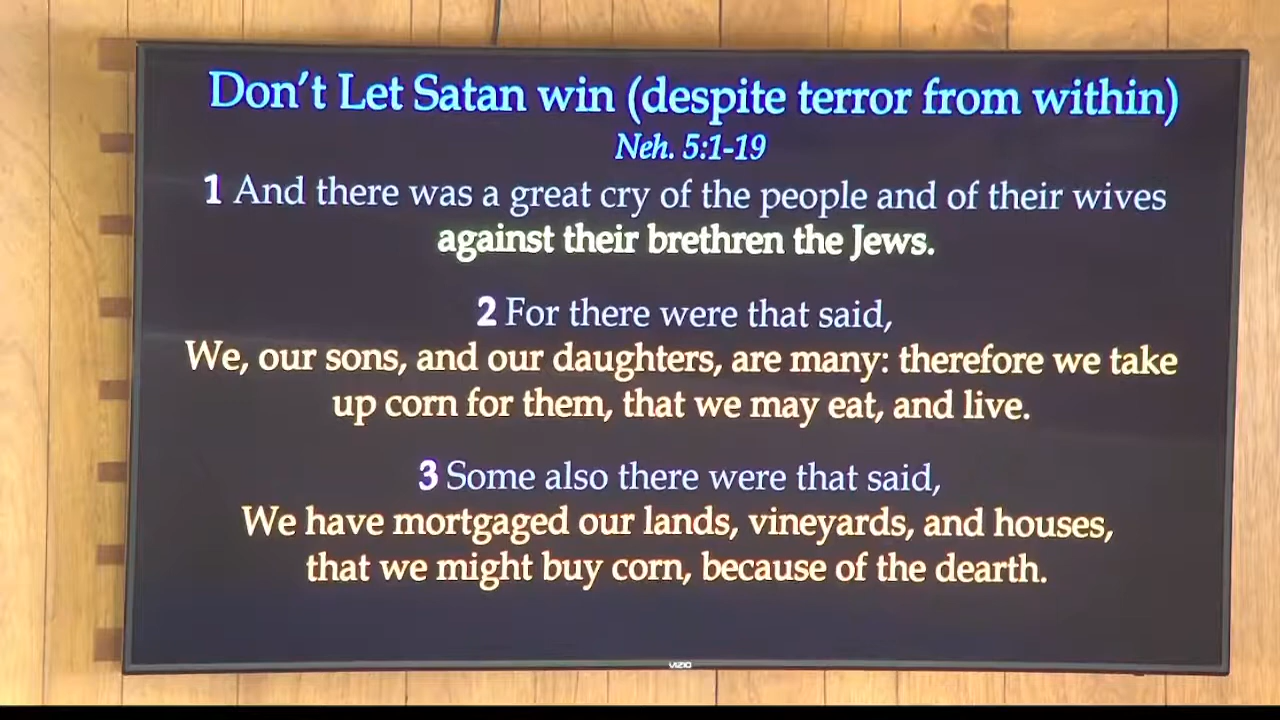 Don't Let Satan win (despite terror from within)
Neh. 5:1-19
1 And there was a great cry of the people and of their wives
against their brethren the Jews.
2 For there were that said,
We, our sons, and our daughters, are many: therefore we take
up corn for them, that we may eat, and live.
3 Some also there were that said,
We have mortgaged our lands, vineyards, and houses,
that we might buy corn, because of the dearth.
VIZIO